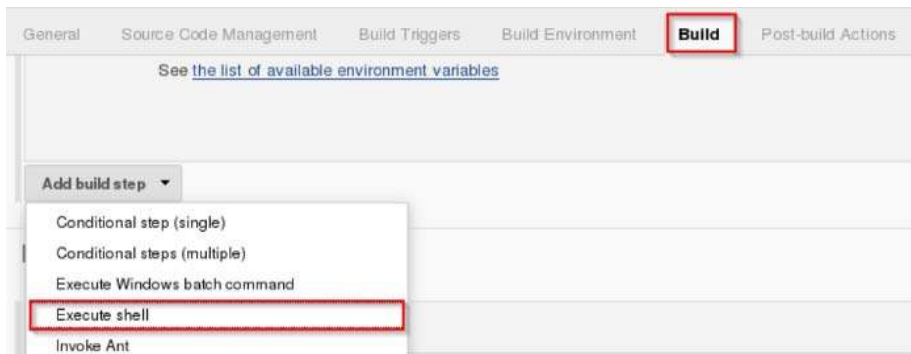 General Source Code Management Build Triggers Build Environment Build Post-build Actions
See the list of available environment variables
Add build step
Conditional step (single)
Conditional steps (multiple)
Execute Windows batch command
Execute shell
Invoke Ant